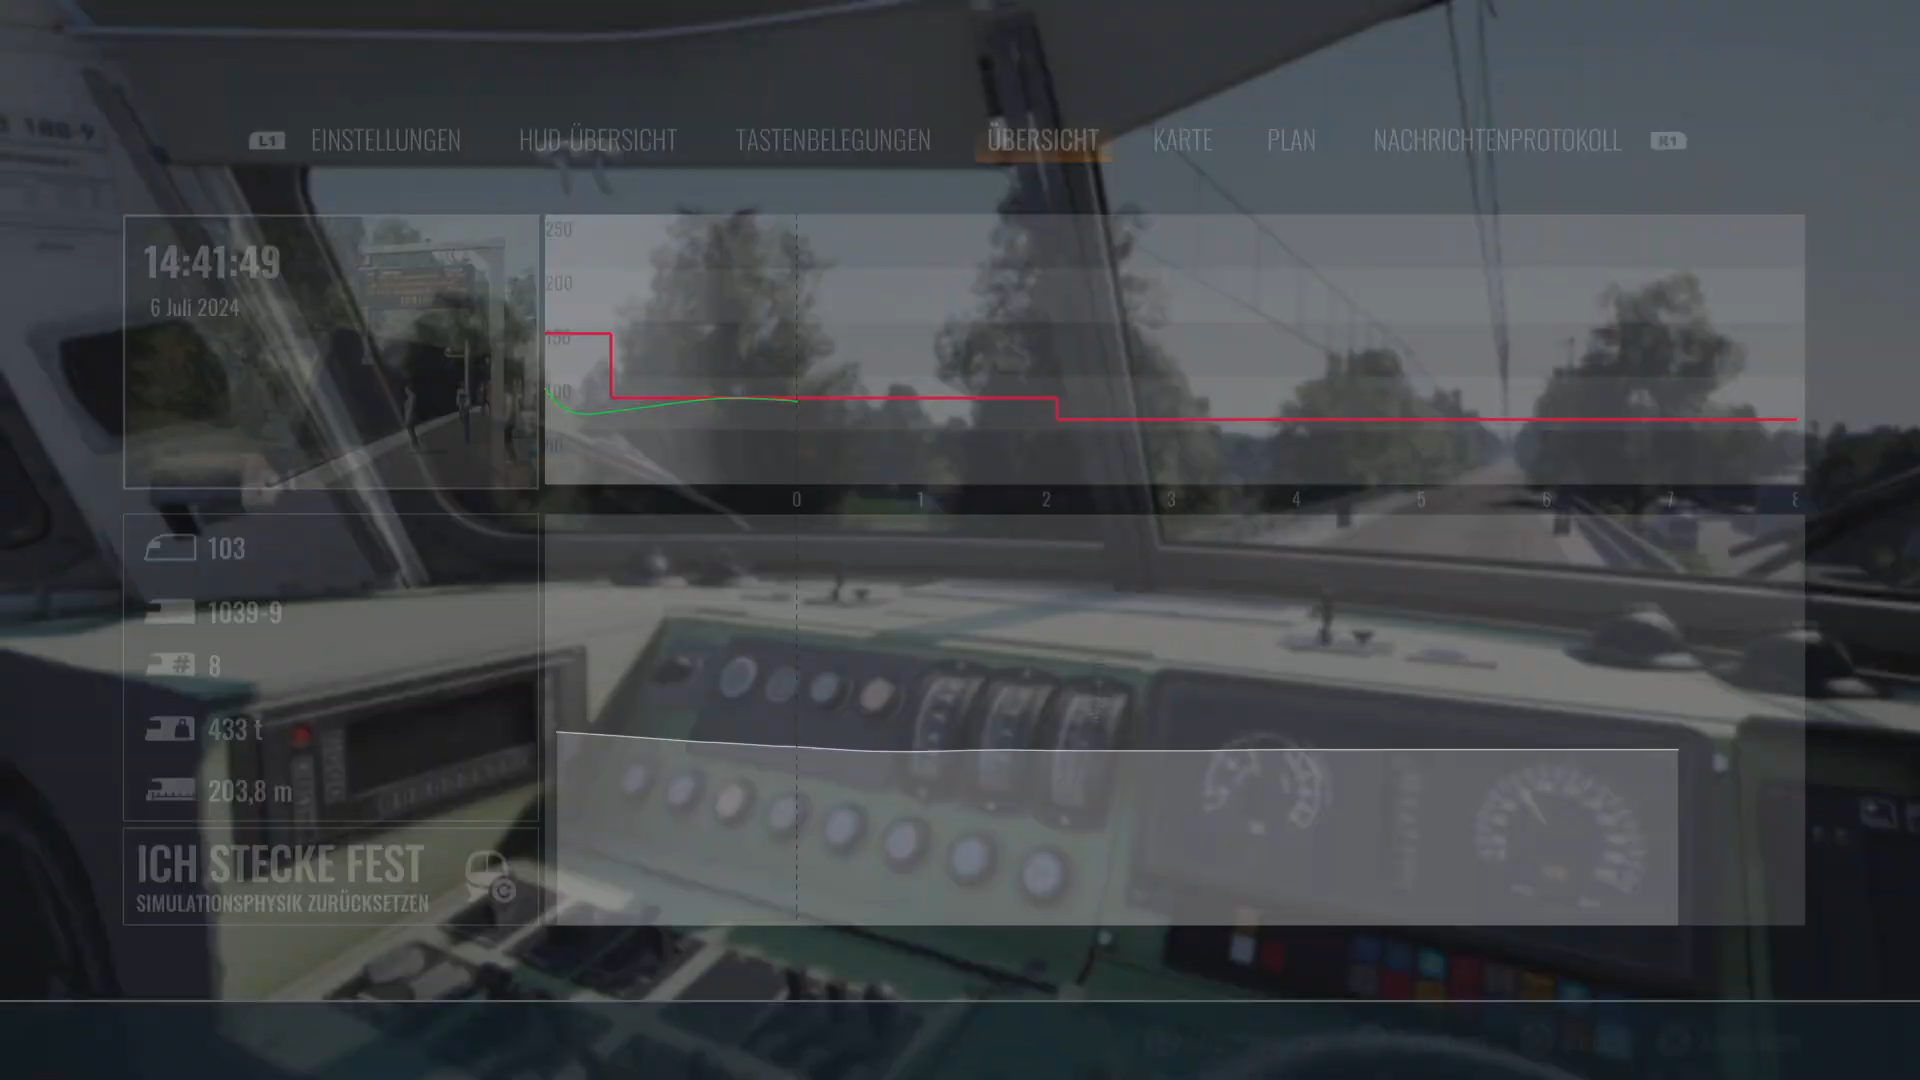 L1 EINSTELLUNGEN HUD-ÜBERSICHT TASTENBELEGUNGEN ÜBERSICHT KARTE PLAN NACHRICHTENPROTOKOLL R1
14:41:49
6 Juli 2024
250
200
150
100
50
0 1 2 3 4 5 6 7 8
103
1039-9
# 8
433 t
203,8 m
ICH STECKE FEST
SIMULATIONSPHYSIK ZURÜCKSETZEN